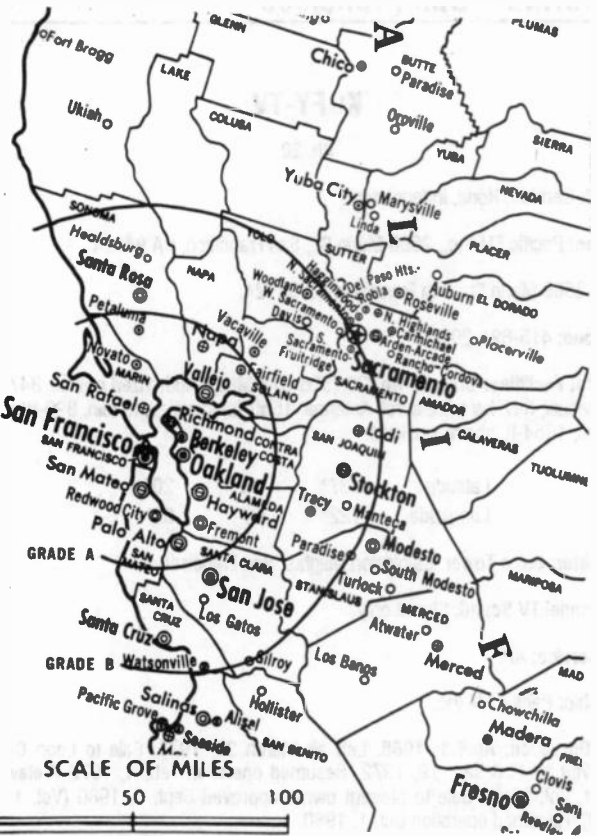 GLENN
PLUMAS
Fort Bragg
Chico
BUTTE
Paradise
LAKE
Ukiah
COLUSA
Oroville
YUBA
SIERRA
Yuba City
Marysville
Linda
NEVADA
SONOMA
YOLO
SUTTER
PLACER
Healdsburg
Santa Rosa
NAPA
Del Paso Hts.
Robla
Auburn
EL DORADO
Woodland
N. Sacramento
Roseville
Petaluma
W. Sacramento
N. Highlands
Napa
Vacaville
Davis
S. Sacramento-
Fruitridge
Carmichael
Arden-Arcade
Rancho Cordova
Placerville
Novato
MARIN
Fairfield
Sacramento
SACRAMENTO
San Rafael
Vallejo
SOLANO
AMADOR
Richmond
CONTRA COSTA
Lodi
CALAVERAS
San Francisco
Berkeley
SAN JOAQUIN
SAN FRANCISCO
Oakland
Stockton
TUOLUMNE
San Mateo
ALAMEDA
Hayward
Tracy
Manteca
Redwood City
Fremont
Palo Alto
Paradise
Modesto
GRADE A
SAN MATEO
SANTA CLARA
South Modesto
STANISLAUS
Turlock
MARIPOSA
San Jose
SANTA CRUZ
Los Gatos
MERCED
Atwater
Santa Cruz
Merced
GRADE B
Watsonville
Gilroy
Los Banos
MAD
Salinas
Alisal
Hollister
Chowchilla
Pacific Grove
Seaside
SAN BENITO
Madera
SCALE OF MILES
Clovis
50
100
Fresno
A
L
I
F